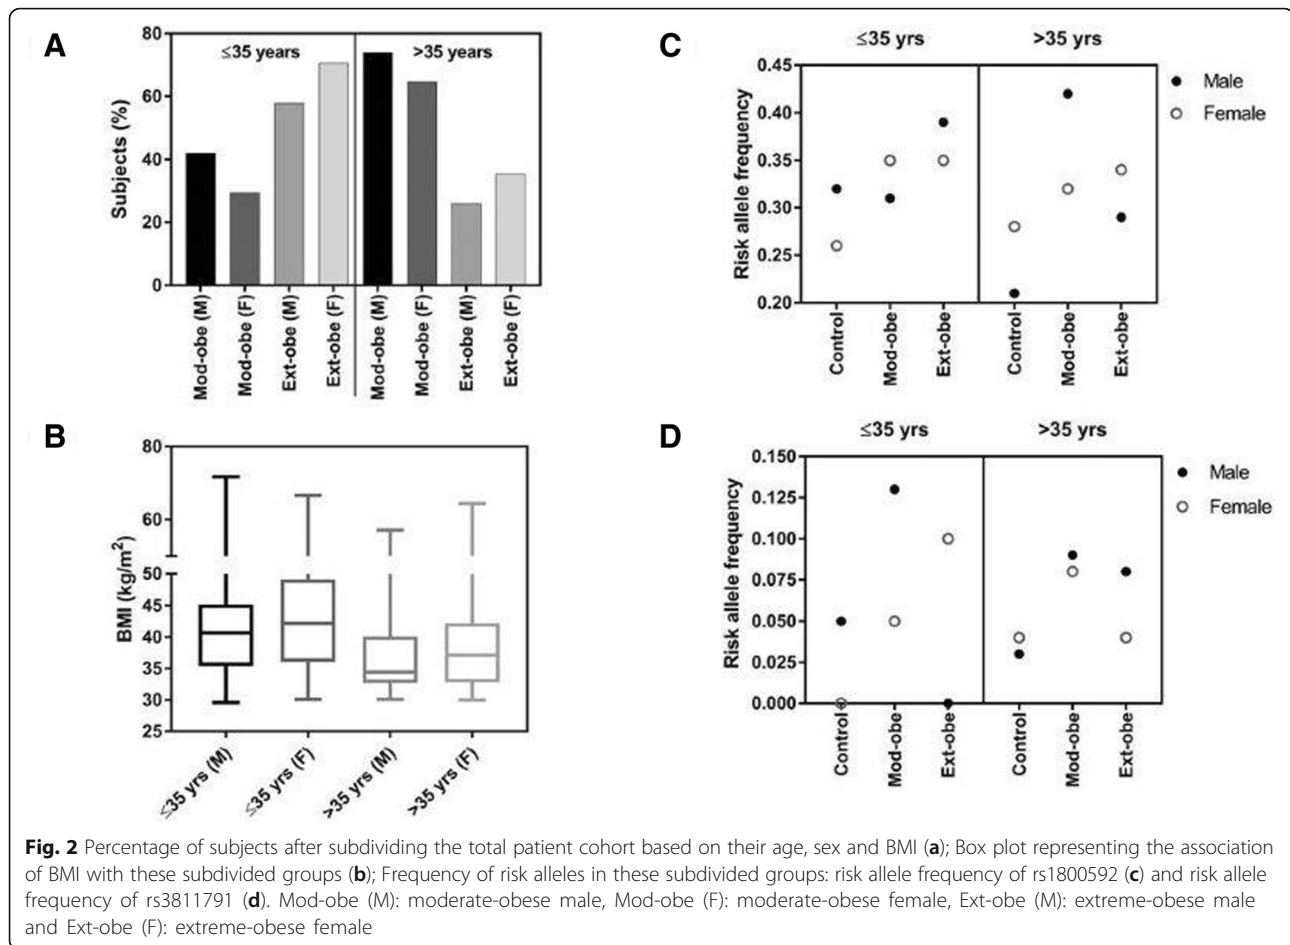 A
80
60
40
20
0
Subjects (%)
≤35 years
>35 years
Mod-obe (M)
Mod-obe (F)
Ext-obe (M)
Ext-obe (F)
Mod-obe (M)
Mod-obe (F)
Ext-obe (M)
Ext-obe (F)
B
80
60
50
45
40
35
30
25
BMI (kg/m²)
≤35 yrs (M)
≤35 yrs (F)
>35 yrs (M)
>35 yrs (F)
C
≤35 yrs
>35 yrs
0.45
0.40
0.35
0.30
0.25
0.20
Risk allele frequency
Male
Female
Control
Mod-obe
Ext-obe
Control
Mod-obe
Ext-obe
D
≤35 yrs
>35 yrs
0.150
0.125
0.100
0.075
0.050
0.025
0.000
Risk allele frequency
Male
Female
Control
Mod-obe
Ext-obe
Control
Mod-obe
Ext-obe
Fig. 2 Percentage of subjects after subdividing the total patient cohort based on their age, sex and BMI (a); Box plot representing the association
of BMI with these subdivided groups (b); Frequency of risk alleles in these subdivided groups: risk allele frequency of rs1800592 (c) and risk allele
frequency of rs3811791 (d). Mod-obe (M): moderate-obese male, Mod-obe (F): moderate-obese female, Ext-obe (M): extreme-obese male
and Ext-obe (F): extreme-obese female